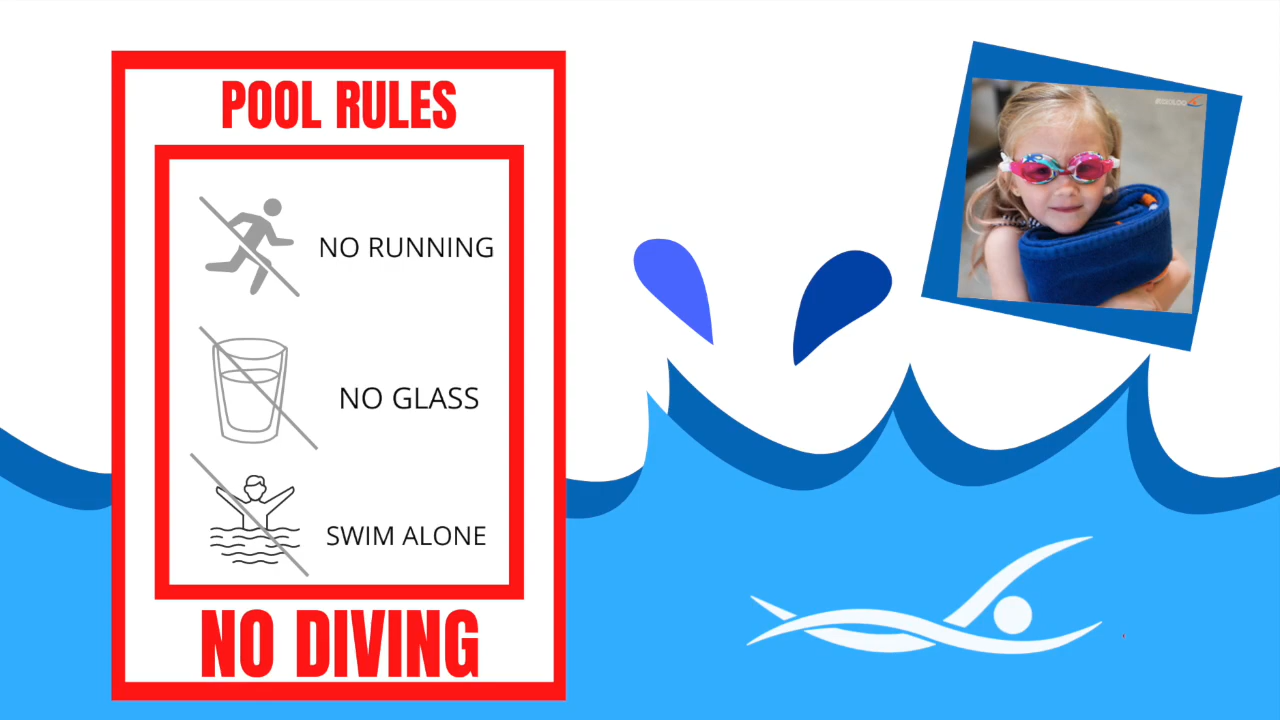 POOL RULES
NO RUNNING
NO GLASS
SWIM ALONE
NO DIVING